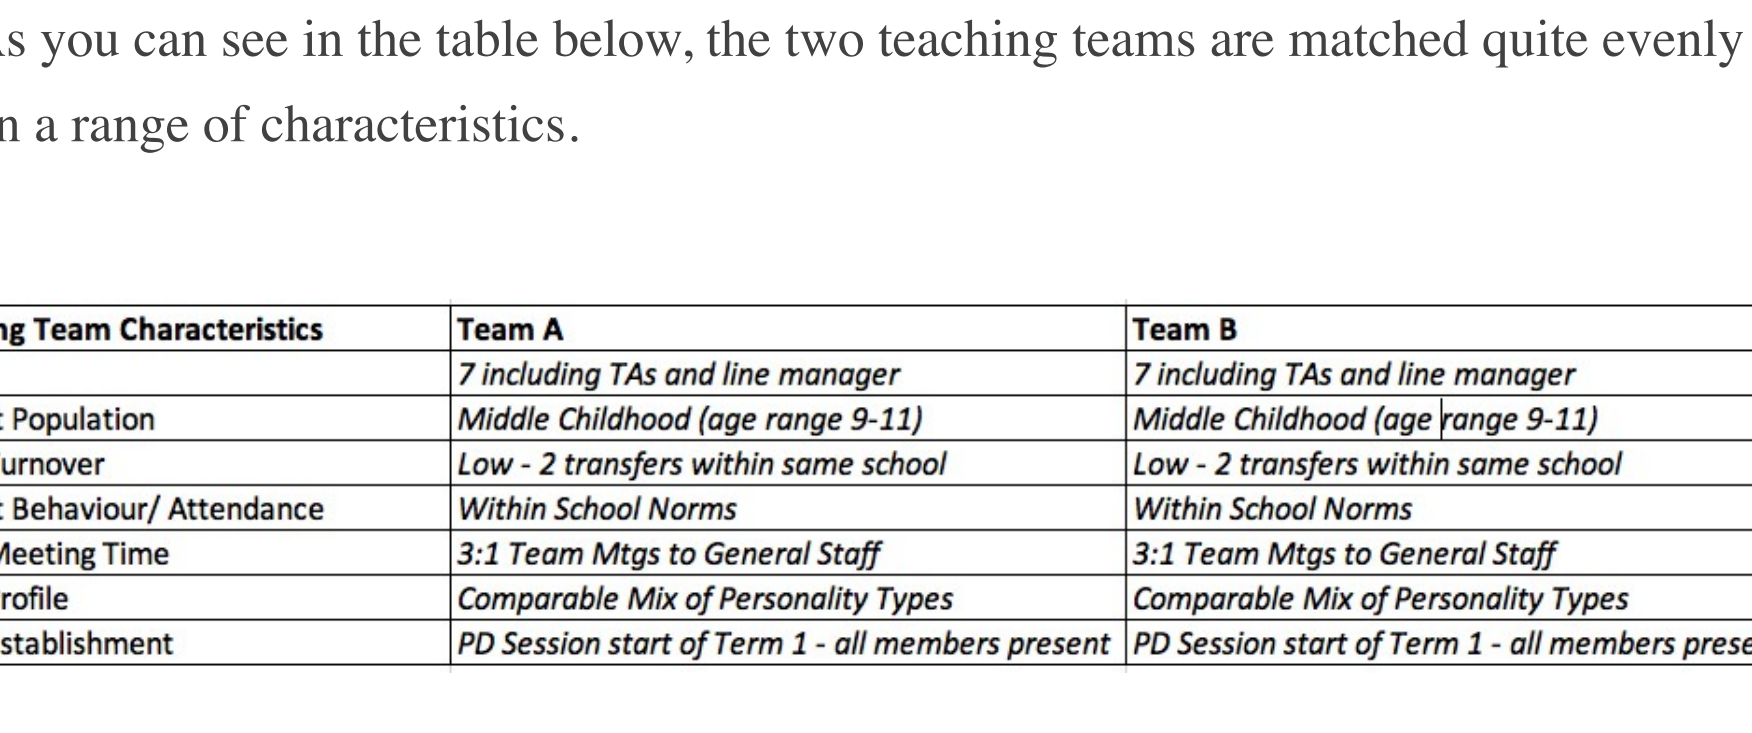 s you can see in the table below, the two teaching teams are matched quite evenly
n a range of characteristics.
ng Team Characteristics Team A Team B
7 including TAs and line manager 7 including TAs and line manager
t Population Middle Childhood (age range 9-11) Middle Childhood (age range 9-11)
urnover Low - 2 transfers within same school Low - 2 transfers within same school
t Behaviour/ Attendance Within School Norms Within School Norms
Meeting Time 3:1 Team Mtgs to General Staff 3:1 Team Mtgs to General Staff
rofile Comparable Mix of Personality Types Comparable Mix of Personality Types
stablishment PD Session start of Term 1 - all members present PD Session start of Term 1 - all members prese